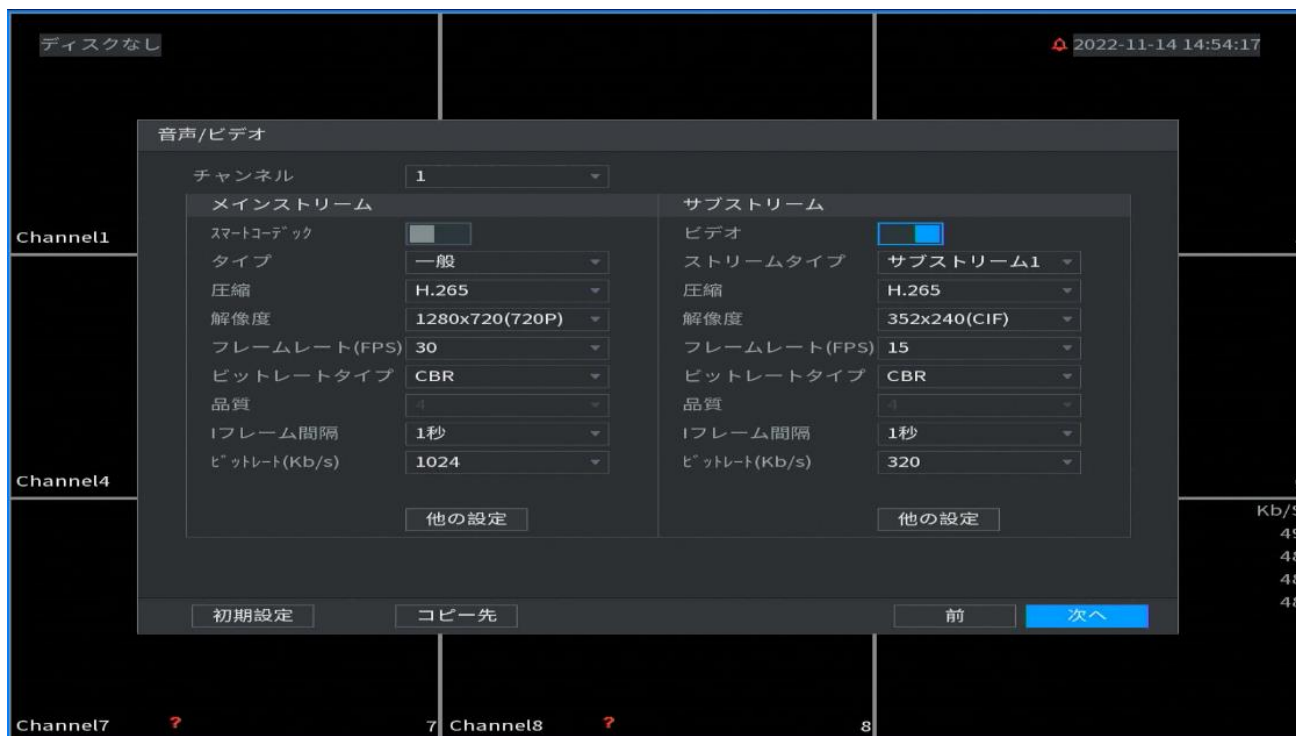 ディスクなし
2022-11-14 14:54:17
音声/ビデオ
チャンネル 1
メインストリーム サブストリーム
スマートコーデック ビデオ
タイプ 一般 ストリームタイプ サブストリーム1
圧縮 H.265 圧縮 H.265
解像度 1280x720(720P) 解像度 352x240(CIF)
フレームレート(FPS) 30 フレームレート(FPS) 15
ビットレートタイプ CBR ビットレートタイプ CBR
品質 4 品質 4
Iフレーム間隔 1秒 Iフレーム間隔 1秒
ビットレート(Kb/s) 1024 ビットレート(Kb/s) 320
他の設定 他の設定
初期設定 コピー先 前 次へ
Channel1
Channel4
Kb/S
Channel7 ? 7 Channel8 ? 8